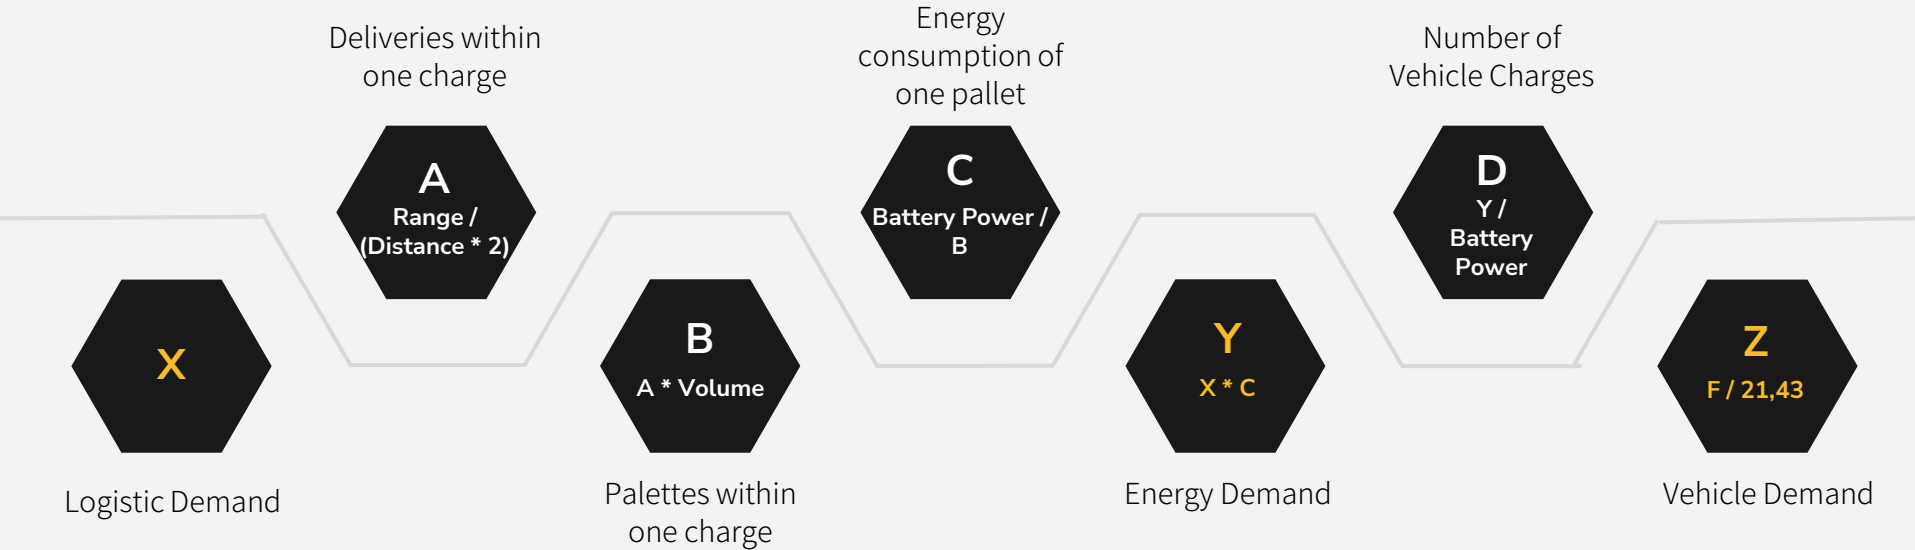 Logistic Demand
X
Deliveries within
one charge
A
Range /
(Distance * 2)
B
A * Volume
Palettes within
one charge
Energy
consumption of
one pallet
C
Battery Power /
B
Y
X * C
Energy Demand
Number of
Vehicle Charges
D
Y /
Battery
Power
Z
F / 21,43
Vehicle Demand